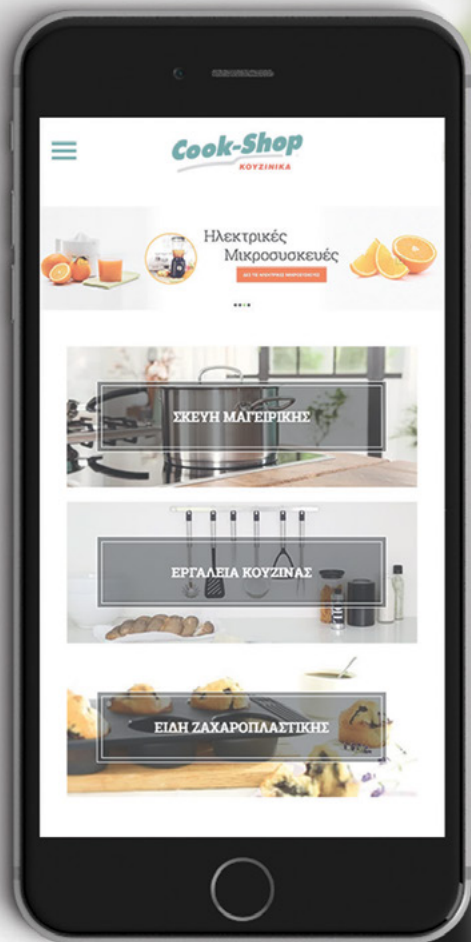 Cook-Shop
ΚΟΥΖΙΝΙΚΑ
Ηλεκτρικές
Μικροσυσκευές
ΣΚΕΥΗ ΜΑΓΕΙΡΙΚΗΣ
ΕΡΓΑΛΕΙΑ ΚΟΥΖΙΝΑΣ
ΕΙΔΗ ΖΑΧΑΡΟΠΛΑΣΤΙΚΗΣ